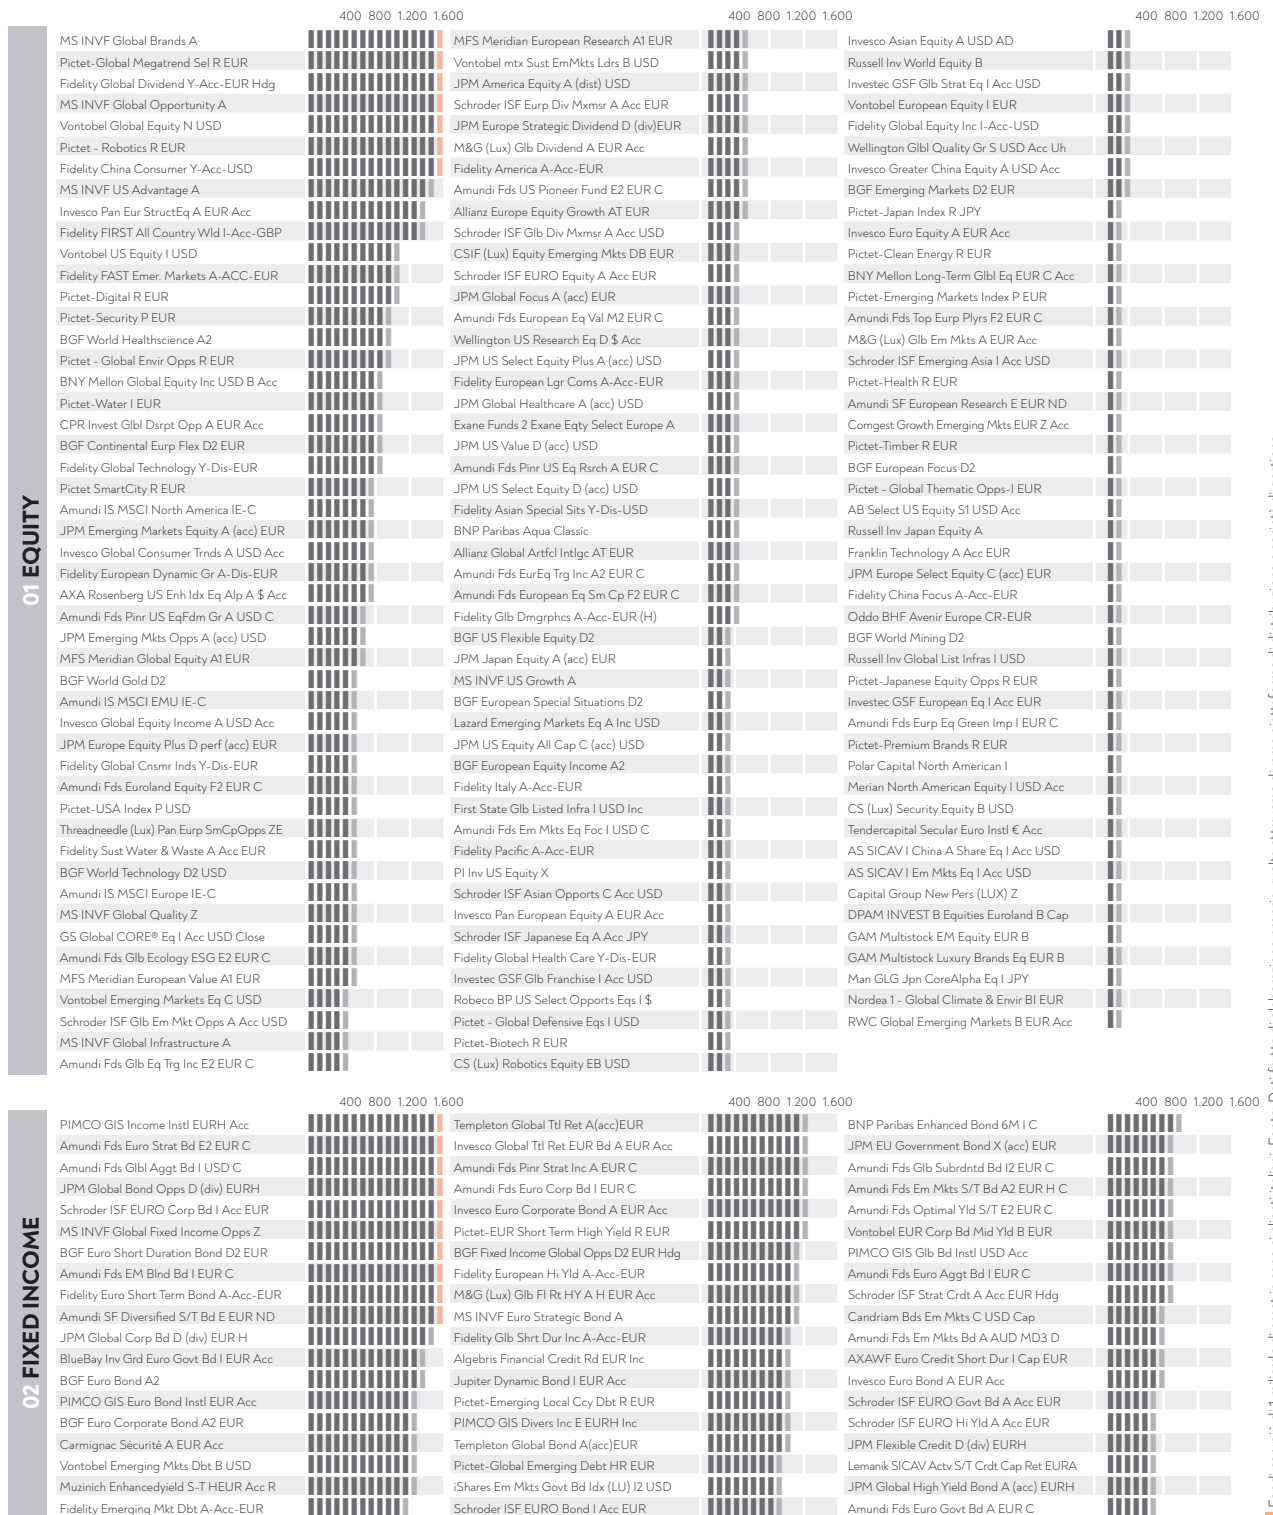 400 800 1.200 1.600
MS INVF Global Brands A
Pictet-Global Megatrend Sel R EUR
Fidelity Global Dividend Y-Acc-EUR Hdg
MS INVF Global Opportunity A
Vontobel Global Equity N USD
Pictet - Robotics R EUR
Fidelity China Consumer Y-Acc-USD
MS INVF US Advantage A
Invesco Pan Eur StructEq A EUR Acc
Fidelity FIRST All Country Wld I-Acc-GBP
Vontobel US Equity I USD
Fidelity FAST Emer. Markets A-ACC-EUR
Pictet-Digital R EUR
Pictet-Security P EUR
BGF World Healthscience A2
Pictet - Global Envir Opps R EUR
BNY Mellon Global Equity Inc USD B Acc
Pictet-Water I EUR
CPR Invest Glbl Dsrpt Opp A EUR Acc
BGF Continental Eurp Flex D2 EUR
Fidelity Global Technology Y-Dis-EUR
Pictet SmartCity R EUR
Amundi IS MSCI North America IE-C
JPM Emerging Markets Equity A (acc) EUR
Invesco Global Consumer Trnds A USD Acc
Fidelity European Dynamic Gr A-Dis-EUR
AXA Rosenberg US Enh Idx Eq Alp A $ Acc
Amundi Fds Pinr US EqFdm Gr A USD C
JPM Emerging Mkts Opps A (acc) USD
MFS Meridian Global Equity A1 EUR
BGF World Gold D2
Amundi IS MSCI EMU IE-C
Invesco Global Equity Income A USD Acc
JPM Europe Equity Plus D perf (acc) EUR
Fidelity Global Cnsmr Inds Y-Dis-EUR
Amundi Fds Euroland Equity F2 EUR C
Pictet-USA Index P USD
Threadneedle (Lux) Pan Eurp SmCpOpps ZE
Fidelity Sust Water & Waste A Acc EUR
BGF World Technology D2 USD
Amundi IS MSCI Europe IE-C
MS INVF Global Quality Z
GS Global CORE® Eq I Acc USD Close
Amundi Fds Glb Ecology ESG E2 EUR C
MFS Meridian European Value A1 EUR
Vontobel Emerging Markets Eq C USD
Schroder ISF Glb Em Mkt Opps A Acc USD
MS INVF Global Infrastructure A
Amundi Fds Glb Eq Trg Inc E2 EUR C
400 800 1.200 1.600
MFS Meridian European Research A1 EUR
Vontobel mtx Sust EmMkts Ldrs B USD
JPM America Equity A (dist) USD
Schroder ISF Eurp Div Mxmsr A Acc EUR
JPM Europe Strategic Dividend D (div)EUR
M&G (Lux) Glb Dividend A EUR Acc
Fidelity America A-Acc-EUR
Amundi Fds US Pioneer Fund E2 EUR C
Allianz Europe Equity Growth AT EUR
Schroder ISF Glb Div Mxmsr A Acc USD
CSIF (Lux) Equity Emerging Mkts DB EUR
Schroder ISF EURO Equity A Acc EUR
JPM Global Focus A (acc) EUR
Amundi Fds European Eq Val M2 EUR C
Wellington US Research Eq D $ Acc
JPM US Select Equity Plus A (acc) USD
Fidelity European Lgr Coms A-Acc-EUR
JPM Global Healthcare A (acc) USD
Exane Funds 2 Exane Eqty Select Europe A
JPM US Value D (acc) USD
Amundi Fds Pinr US Eq Rsrch A EUR C
JPM US Select Equity D (acc) USD
Fidelity Asian Special Sits Y-Dis-USD
BNP Paribas Aqua Classic
Allianz Global Artfcl Intlgc AT EUR
Amundi Fds EurEq Trg Inc A2 EUR C
Amundi Fds European Eq Sm Cp F2 EUR C
Fidelity Glb Dmgrphcs A-Acc-EUR (H)
BGF US Flexible Equity D2
JPM Japan Equity A (acc) EUR
MS INVF US Growth A
BGF European Special Situations D2
Lazard Emerging Markets Eq A Inc USD
JPM US Equity All Cap C (acc) USD
BGF European Equity Income A2
Fidelity Italy A-Acc-EUR
First State Glb Listed Infra I USD Inc
Amundi Fds Em Mkts Eq Foc I USD C
Fidelity Pacific A-Acc-EUR
PI Inv US Equity X
Schroder ISF Asian Opports C Acc USD
Invesco Pan European Equity A EUR Acc
Schroder ISF Japanese Eq A Acc JPY
Fidelity Global Health Care Y-Dis-EUR
Investec GSF Glb Franchise I Acc USD
Robeco BP US Select Opports Eqs I $
Pictet - Global Defensive Eqs I USD
Pictet-Biotech R EUR
CS (Lux) Robotics Equity EB USD
400 800 1.200 1.600
Invesco Asian Equity A USD AD
Russell Inv World Equity B
Investec GSF Glb Strat Eq I Acc USD
Vontobel European Equity I EUR
Fidelity Global Equity Inc I-Acc-USD
Wellington Glbl Quality Gr S USD Acc Uh
Invesco Greater China Equity A USD Acc
BGF Emerging Markets D2 EUR
Pictet-Japan Index R JPY
Invesco Euro Equity A EUR Acc
Pictet-Clean Energy R EUR
BNY Mellon Long-Term Glbl Eq EUR C Acc
Pictet-Emerging Markets Index P EUR
Amundi Fds Top Eurp Plyrs F2 EUR C
M&G (Lux) Glb Em Mkts A EUR Acc
Schroder ISF Emerging Asia I Acc USD
Pictet-Health R EUR
Amundi SF European Research E EUR ND
Comgest Growth Emerging Mkts EUR Z Acc
Pictet-Timber R EUR
BGF European Focus D2
Pictet - Global Thematic Opps-I EUR
AB Select US Equity S1 USD Acc
Russell Inv Japan Equity A
Franklin Technology A Acc EUR
JPM Europe Select Equity C (acc) EUR
Fidelity China Focus A-Acc-EUR
Oddo BHF Avenir Europe CR-EUR
BGF World Mining D2
Russell Inv Global List Infras I USD
Pictet-Japanese Equity Opps R EUR
Investec GSF European Eq I Acc EUR
Amundi Fds Eurp Eq Green Imp I EUR C
Pictet-Premium Brands R EUR
Polar Capital North American I
Merian North American Equity I USD Acc
CS (Lux) Security Equity B USD
Tendercapital Secular Euro Instl € Acc
AS SICAV I China A Share Eq I Acc USD
AS SICAV I Em Mkts Eq I Acc USD
Capital Group New Pers (LUX) Z
DPAM INVEST B Equities Euroland B Cap
GAM Multistock EM Equity EUR B
GAM Multistock Luxury Brands Eq EUR B
Man GLG Jpn CoreAlpha Eq I JPY
Nordea 1 - Global Climate & Envir BI EUR
RWC Global Emerging Markets B EUR Acc
01 EQUITY
400 800 1.200 1.600
PIMCO GIS Income Instl EURH Acc
Amundi Fds Euro Strat Bd E2 EUR C
Amundi Fds Glbl Aggt Bd I USD C
JPM Global Bond Opps D (div) EURH
Schroder ISF EURO Corp Bd I Acc EUR
MS INVF Global Fixed Income Opps Z
BGF Euro Short Duration Bond D2 EUR
Amundi Fds EM Blnd Bd I EUR C
Fidelity Euro Short Term Bond A-Acc-EUR
Amundi SF Diversified S/T Bd E EUR ND
JPM Global Corp Bd D (div) EUR H
BlueBay Inv Grd Euro Govt Bd I EUR Acc
BGF Euro Bond A2
PIMCO GIS Euro Bond Instl EUR Acc
BGF Euro Corporate Bond A2 EUR
Carmignac Sécurité A EUR Acc
Vontobel Emerging Mkts Dbt B USD
Muzinich Enhancedyield S-T HEUR Acc R
Fidelity Emerging Mkt Dbt A-Acc-EUR
400 800 1.200 1.600
Templeton Global Ttl Ret A(acc)EUR
Invesco Global Ttl Ret EUR Bd A EUR Acc
Amundi Fds Pinr Strat Inc A EUR C
Amundi Fds Euro Corp Bd I EUR C
Invesco Euro Corporate Bond A EUR Acc
Pictet-EUR Short Term High Yield R EUR
BGF Fixed Income Global Opps D2 EUR Hdg
Fidelity European Hi Yld A-Acc-EUR
M&G (Lux) Glb Fl Rt HY A H EUR Acc
MS INVF Euro Strategic Bond A
Fidelity Glb Shrt Dur Inc A-Acc-EUR
Algebris Financial Credit Rd EUR Inc
Jupiter Dynamic Bond I EUR Acc
Pictet-Emerging Local Ccy Dbt R EUR
PIMCO GIS Divers Inc E EURH Inc
Templeton Global Bond A(acc)EUR
Pictet-Global Emerging Debt HR EUR
iShares Em Mkts Govt Bd Idx (LU) I2 USD
Schroder ISF EURO Bond I Acc EUR
400 800 1.200 1.600
BNP Paribas Enhanced Bond 6M I C
JPM EU Government Bond X (acc) EUR
Amundi Fds Glb Subrdntd Bd I2 EUR C
Amundi Fds Em Mkts S/T Bd A2 EUR H C
Amundi Fds Optimal Yld S/T E2 EUR C
Vontobel EUR Corp Bd Mid Yld B EUR
PIMCO GIS Glb Bd Instl USD Acc
Amundi Fds Euro Aggt Bd I EUR C
Schroder ISF Strat Crdt A Acc EUR Hdg
Candriam Bds Em Mkts C USD Cap
Amundi Fds Em Mkts Bd A AUD MD3 D
AXAWF Euro Credit Short Dur I Cap EUR
Invesco Euro Bond A EUR Acc
Schroder ISF EURO Govt Bd A Acc EUR
Schroder ISF EURO Hi Yld A Acc EUR
JPM Flexible Credit D (div) EURH
Lemanik SICAV Actv S/T Crdt Cap Ret EURA
JPM Global High Yield Bond A (acc) EURH
Amundi Fds Euro Govt Bd A EUR C
02 FIXED INCOME